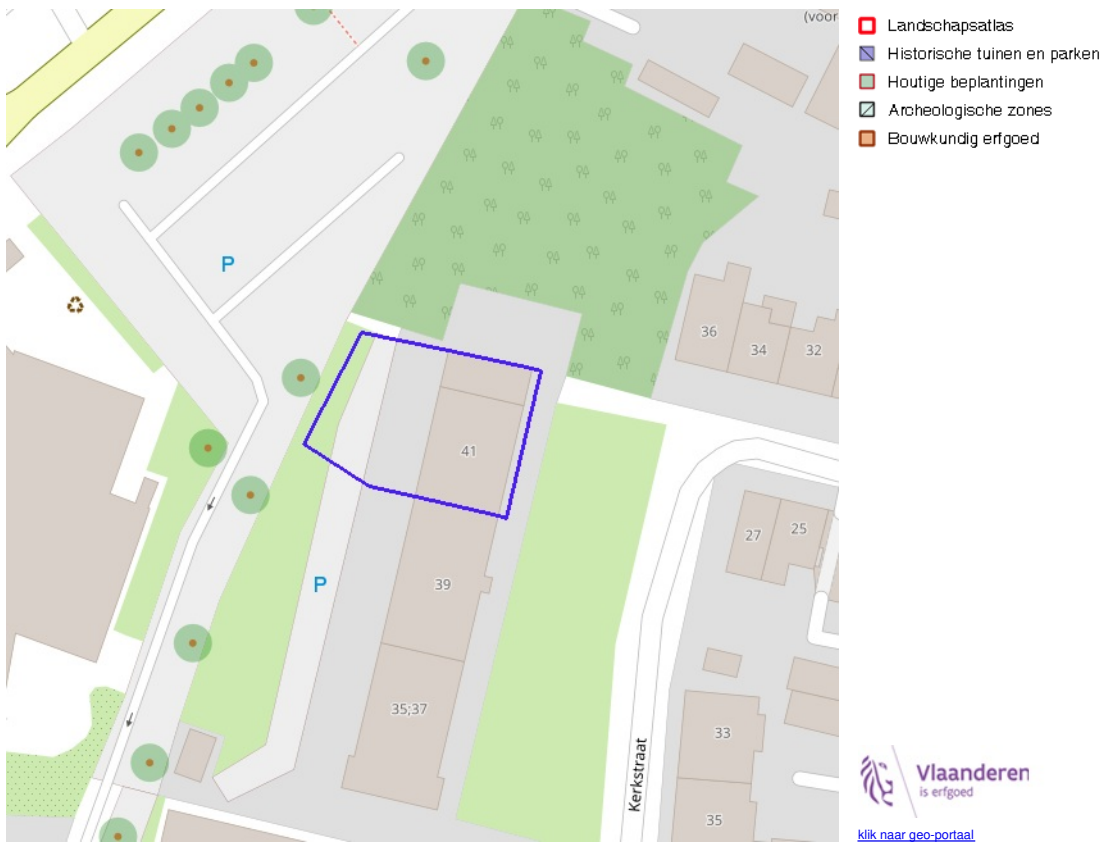 (voor
Landschapsatlas
Historische tuinen en parken
Houtige beplantingen
Archeologische zones
Bouwkundig erfgoed
P
36
34
32
41
27
25
39
P
35;37
33
Kerkstraat
35
Vlaanderen
is erfgoed
klik naar geo-portaal